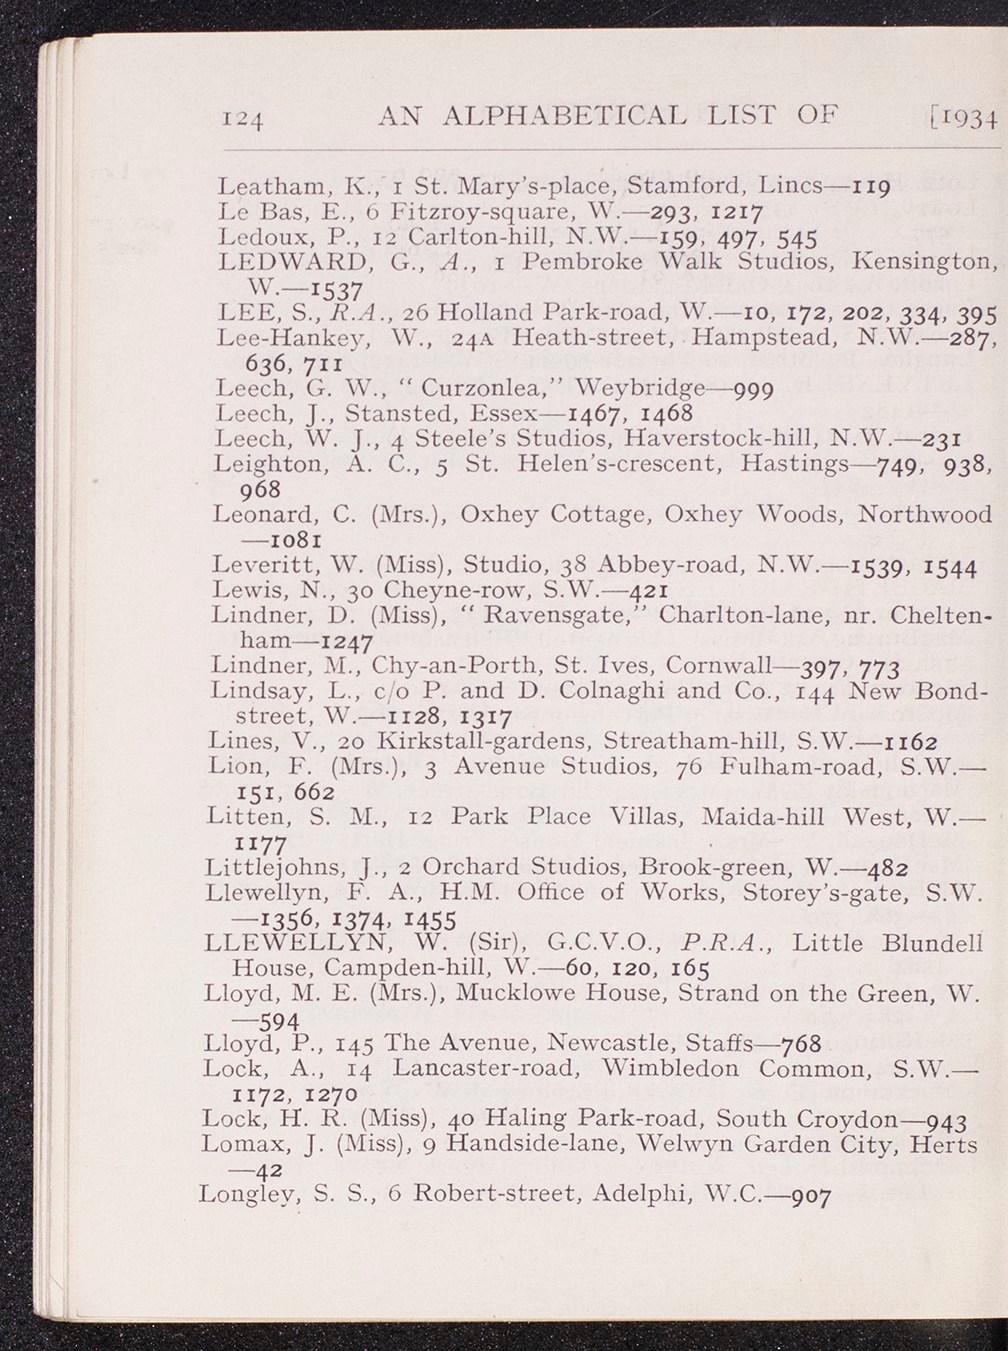 124 AN ALPHABETICAL LIST OF [1934
Leatham, K., 1 St. Mary's-place, Stamford, Lincs—119
Le Bas, E., 6 Fitzroy-square, W.—293, 1217
Ledoux, P., 12 Carlton-hill, N.W.—159, 497, 545
LEDWARD, G., A., 1 Pembroke Walk Studios, Kensington,
W.—1537
LEE, S., R.A., 26 Holland Park-road, W.—10, 172, 202, 334, 395
Lee-Hankey, W., 24A Heath-street, Hampstead, N.W.—287,
636, 711
Leech, G. W., “ Curzonlea,” Weybridge—999
Leech, J., Stansted, Essex—1467, 1468
Leech, W. J., 4 Steele's Studios, Haverstock-hill, N.W.—231
Leighton, A. C., 5 St. Helen's-crescent, Hastings—749, 938,
968
Leonard, C. (Mrs.), Oxhey Cottage, Oxhey Woods, Northwood
—1081
Leveritt, W. (Miss), Studio, 38 Abbey-road, N.W.—1539, 1544
Lewis, N., 30 Cheyne-row, S.W.—421
Lindner, D. (Miss), “ Ravensgate,” Charlton-lane, nr. Chelten-
ham—1247
Lindner, M., Chy-an-Porth, St. Ives, Cornwall—397, 773
Lindsay, L., c/o P. and D. Colnaghi and Co., 144 New Bond-
street, W.—1128, 1317
Lines, V., 20 Kirkstall-gardens, Streatham-hill, S.W.—1162
Lion, F. (Mrs.), 3 Avenue Studios, 76 Fulham-road, S.W.—
151, 662
Litten, S. M., 12 Park Place Villas, Maida-hill West, W.—
1177
Littlejohns, J., 2 Orchard Studios, Brook-green, W.—482
Llewellyn, F. A., H.M. Office of Works, Storey's-gate, S.W.
—1356, 1374, 1455
LLEWELLYN, W. (Sir), G.C.V.O., P.R.A., Little Blundell
House, Campden-hill, W.—60, 120, 165
Lloyd, M. E. (Mrs.), Mucklowe House, Strand on the Green, W.
—594
Lloyd, P., 145 The Avenue, Newcastle, Staffs—768
Lock, A., 14 Lancaster-road, Wimbledon Common, S.W.—
1172, 1270
Lock, H. R. (Miss), 40 Haling Park-road, South Croydon—943
Lomax, J. (Miss), 9 Handside-lane, Welwyn Garden City, Herts
—42
Longley, S. S., 6 Robert-street, Adelphi, W.C.—907